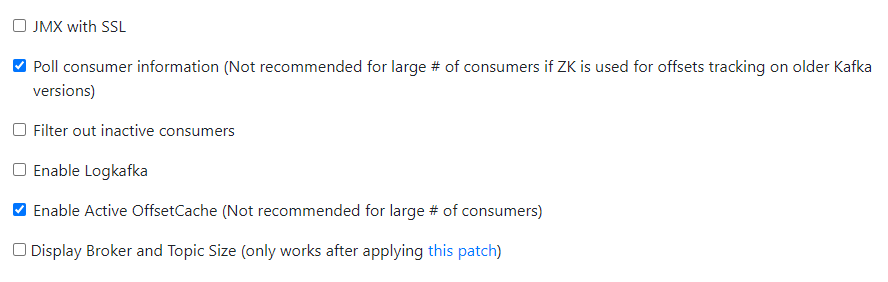 JMX with SSL
Poll consumer information (Not recommended for large # of consumers if ZK is used for offsets tracking on older Kafka
versions)
Filter out inactive consumers
Enable Logkafka
Enable Active OffsetCache (Not recommended for large # of consumers)
Display Broker and Topic Size (only works after applying this patch)